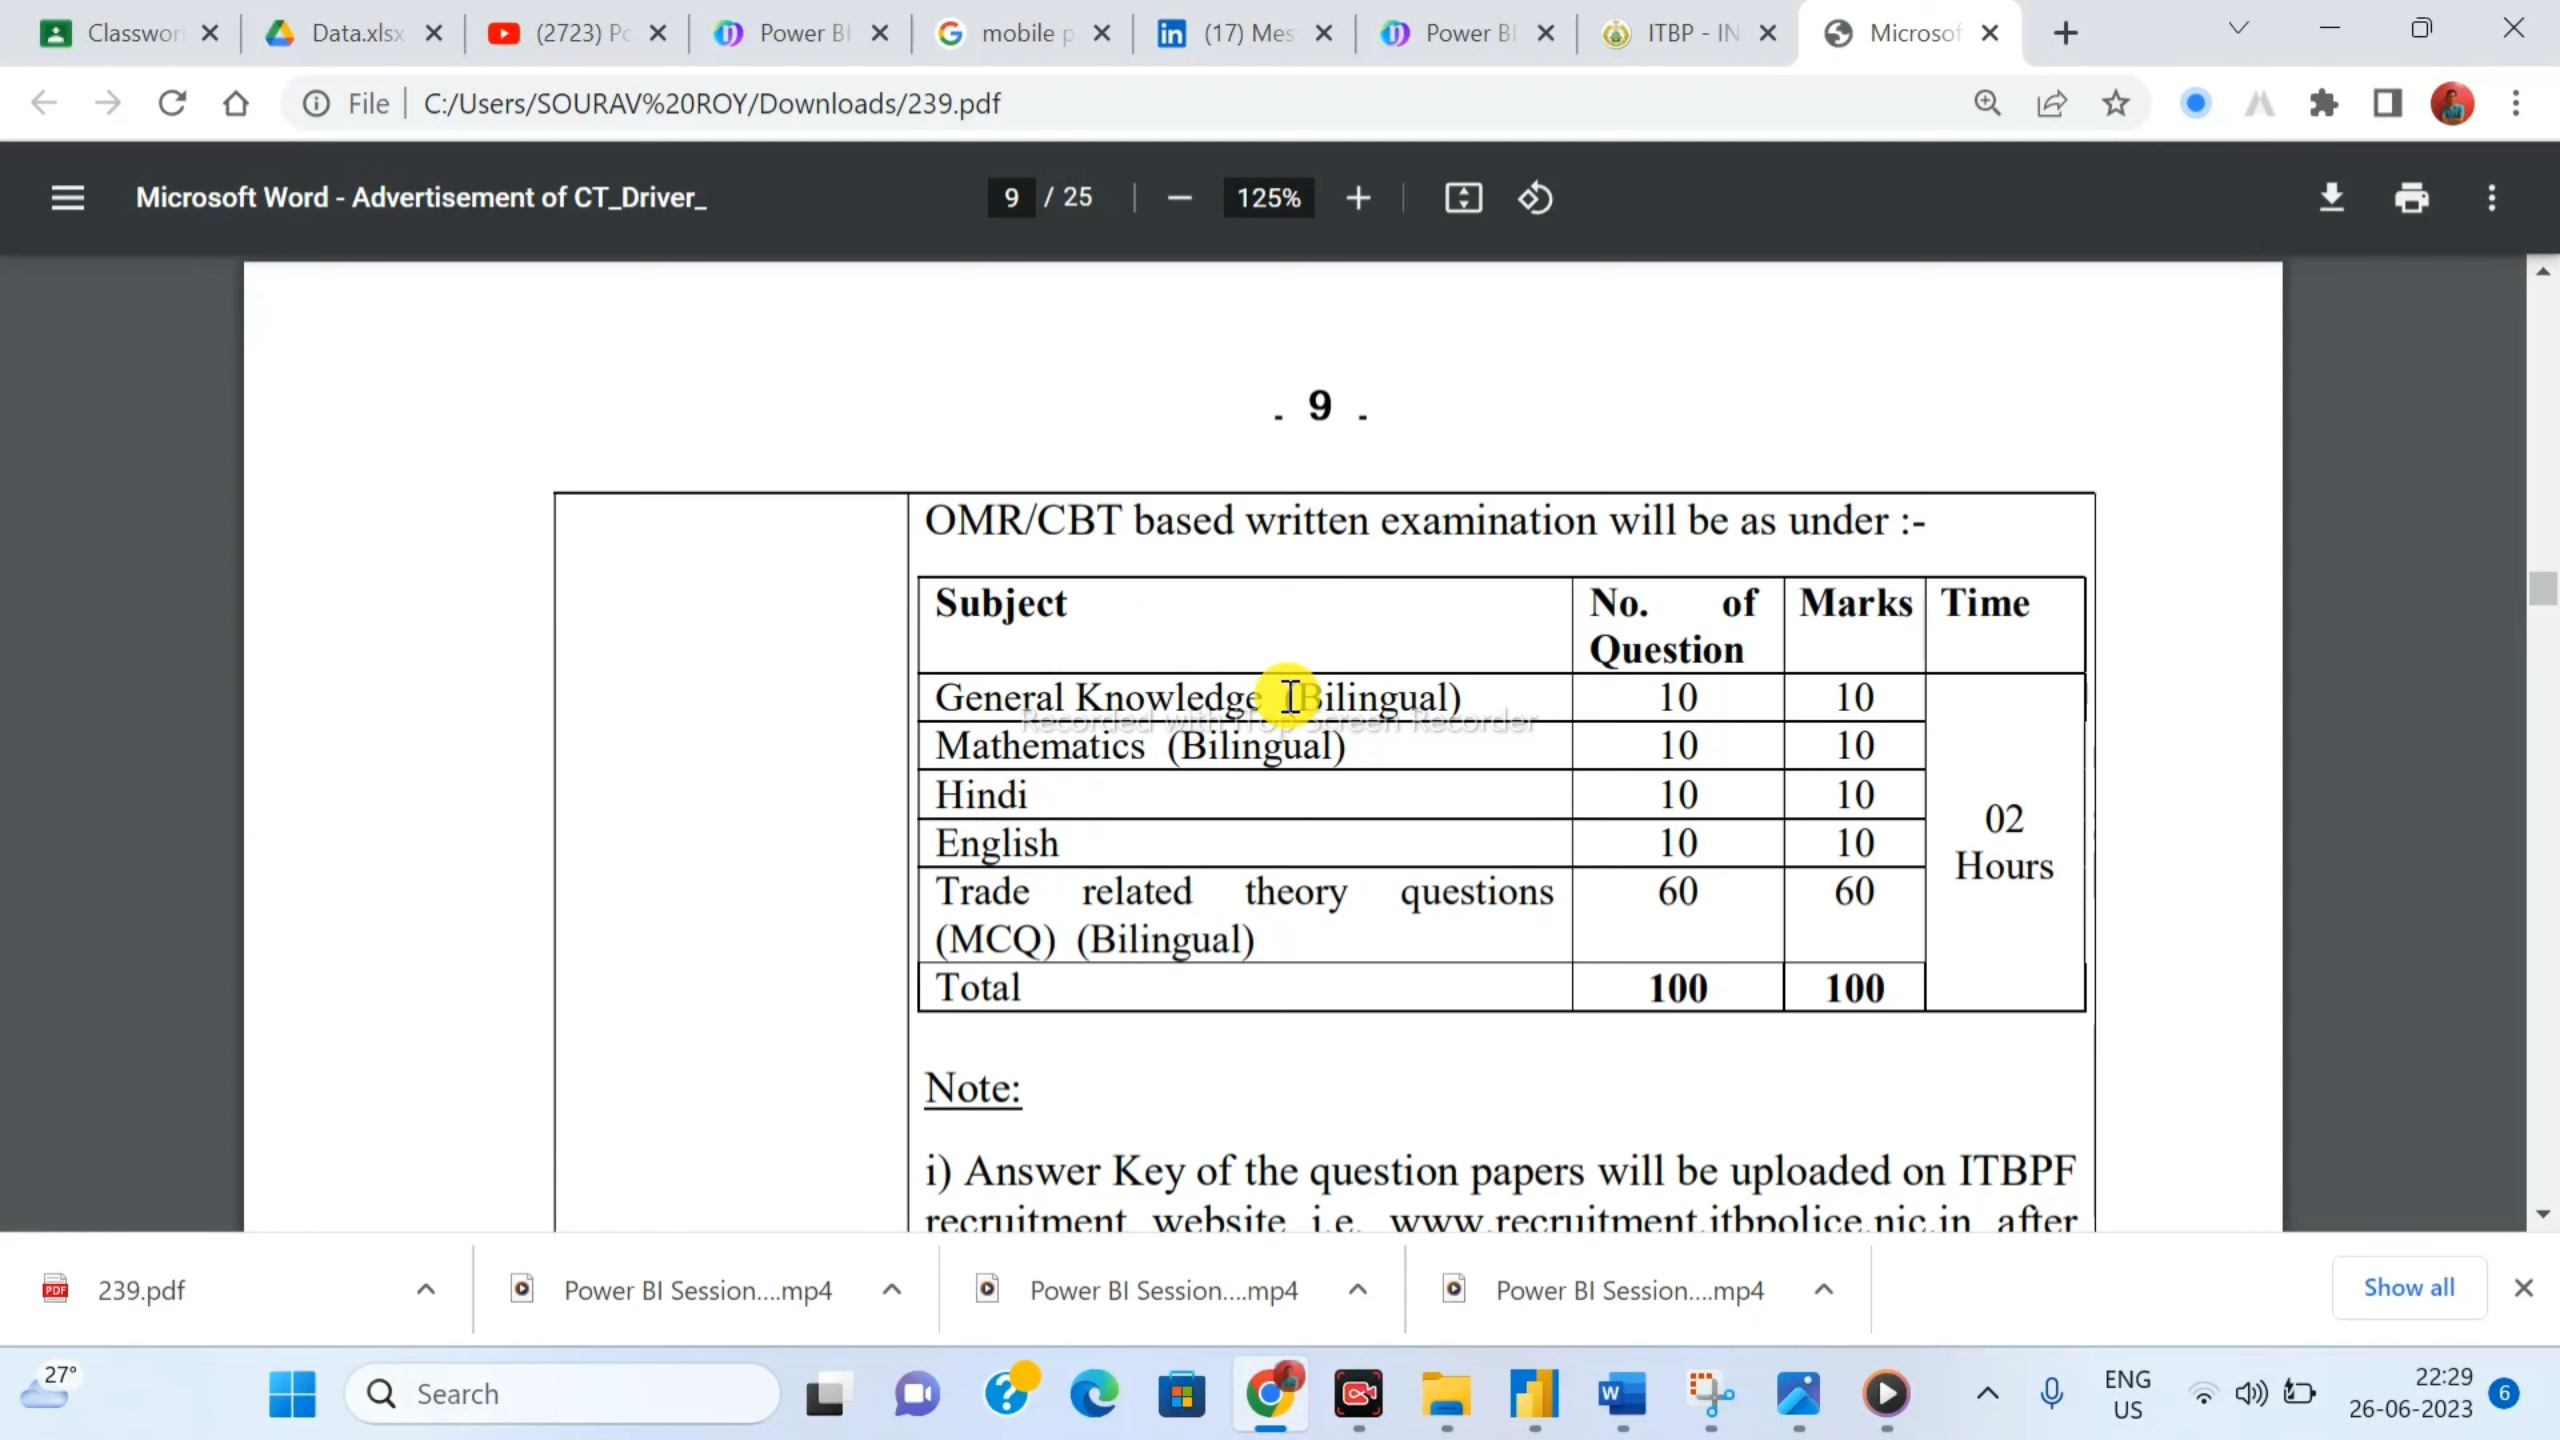 Classwor
Data.xlsx
(2723) Po
Power BI
mobile p
(17) Mes
Power BI
ITBP - IN
Microsof
File
C:/Users/SOURAV%20ROY/Downloads/239.pdf
Microsoft Word - Advertisement of CT_Driver_
9 / 25
125%
- 9 -
OMR/CBT based written examination will be as under :-
Subject No. of Question Marks Time
General Knowledge (Bilingual) 10 10
Recorded with iTop Screen Recorder
Mathematics (Bilingual) 10 10
Hindi 10 10
English 10 10
02 Hours
Trade related theory questions 60 60
(MCQ) (Bilingual)
Total 100 100
Note:
i) Answer Key of the question papers will be uploaded on ITBPF
recruitment website i.e. www.recruitment.itbpolice.nic.in after
239.pdf
Power BI Session....mp4
Power BI Session....mp4
Power BI Session....mp4
Show all
27°
Search
ENG
US
22:29
26-06-2023
6